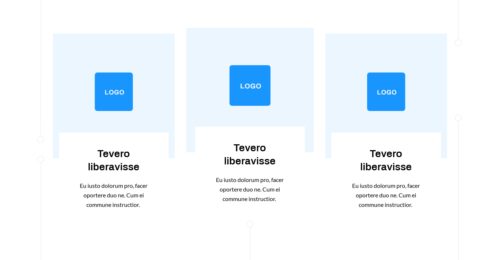 LOGO
Tevero
liberavisse
Eu iusto dolorum pro, facer
oportere duo ne. Cum ei
commune instructior.
LOGO
Tevero
liberavisse
Eu iusto dolorum pro, facer
oportere duo ne. Cum ei
commune instructior.
LOGO
Tevero
liberavisse
Eu iusto dolorum pro, facer
oportere duo ne. Cum ei
commune instructior.